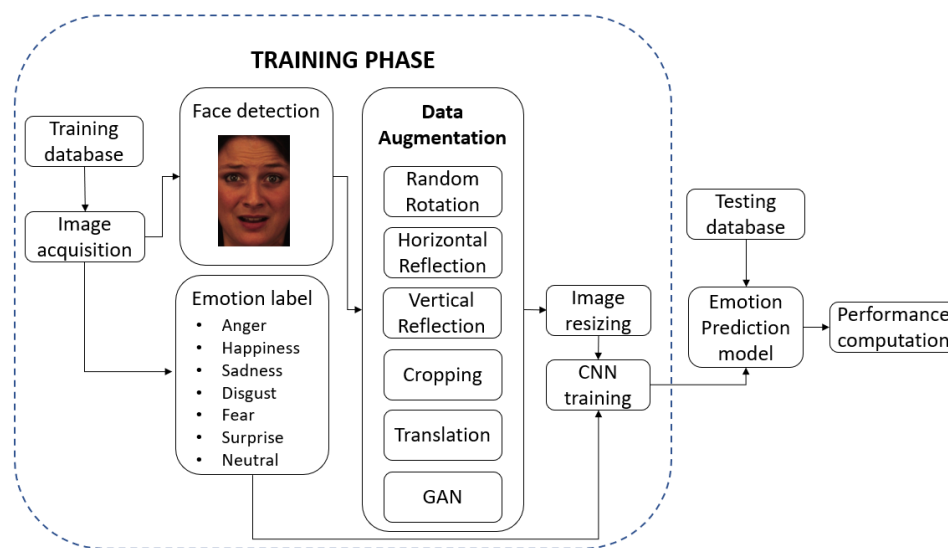 TRAINING PHASE
Training
database
Image
acquisition
Face detection
Emotion label
• Anger
• Happiness
• Sadness
• Disgust
• Fear
• Surprise
• Neutral
Data
Augmentation
Random
Rotation
Horizontal
Reflection
Vertical
Reflection
Cropping
Translation
GAN
Image
resizing
CNN
training
Testing
database
Emotion
Prediction
model
Performance
computation